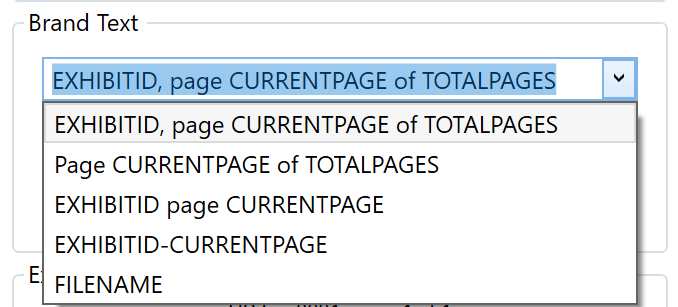 Brand Text
EXHIBITID, page CURRENTPAGE of TOTALPAGES
EXHIBITID, page CURRENTPAGE of TOTALPAGES
Page CURRENTPAGE of TOTALPAGES
EXHIBITID page CURRENTPAGE
EXHIBITID-CURRENTPAGE
FILENAME